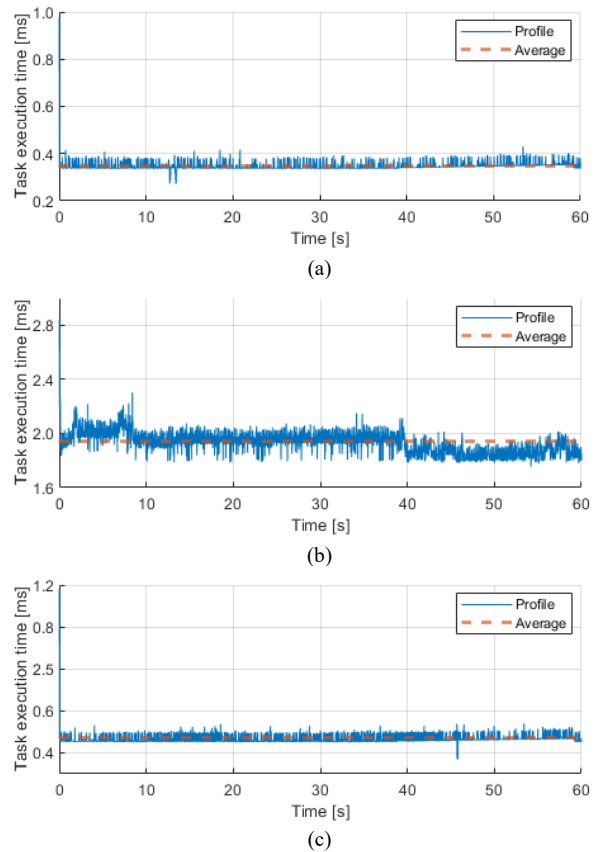 1.0
0.8
0.6
0.4
0.2
Task execution time [ms]
Profile
Average
0 10 20 30 40 50 60
Time [s]
(a)
2.8
2.4
2.0
1.6
Task execution time [ms]
Profile
Average
0 10 20 30 40 50 60
Time [s]
(b)
1.2
0.8
2.5
0.6
0.4
Task execution time [ms]
Profile
Average
0 10 20 30 40 50 60
Time [s]
(c)